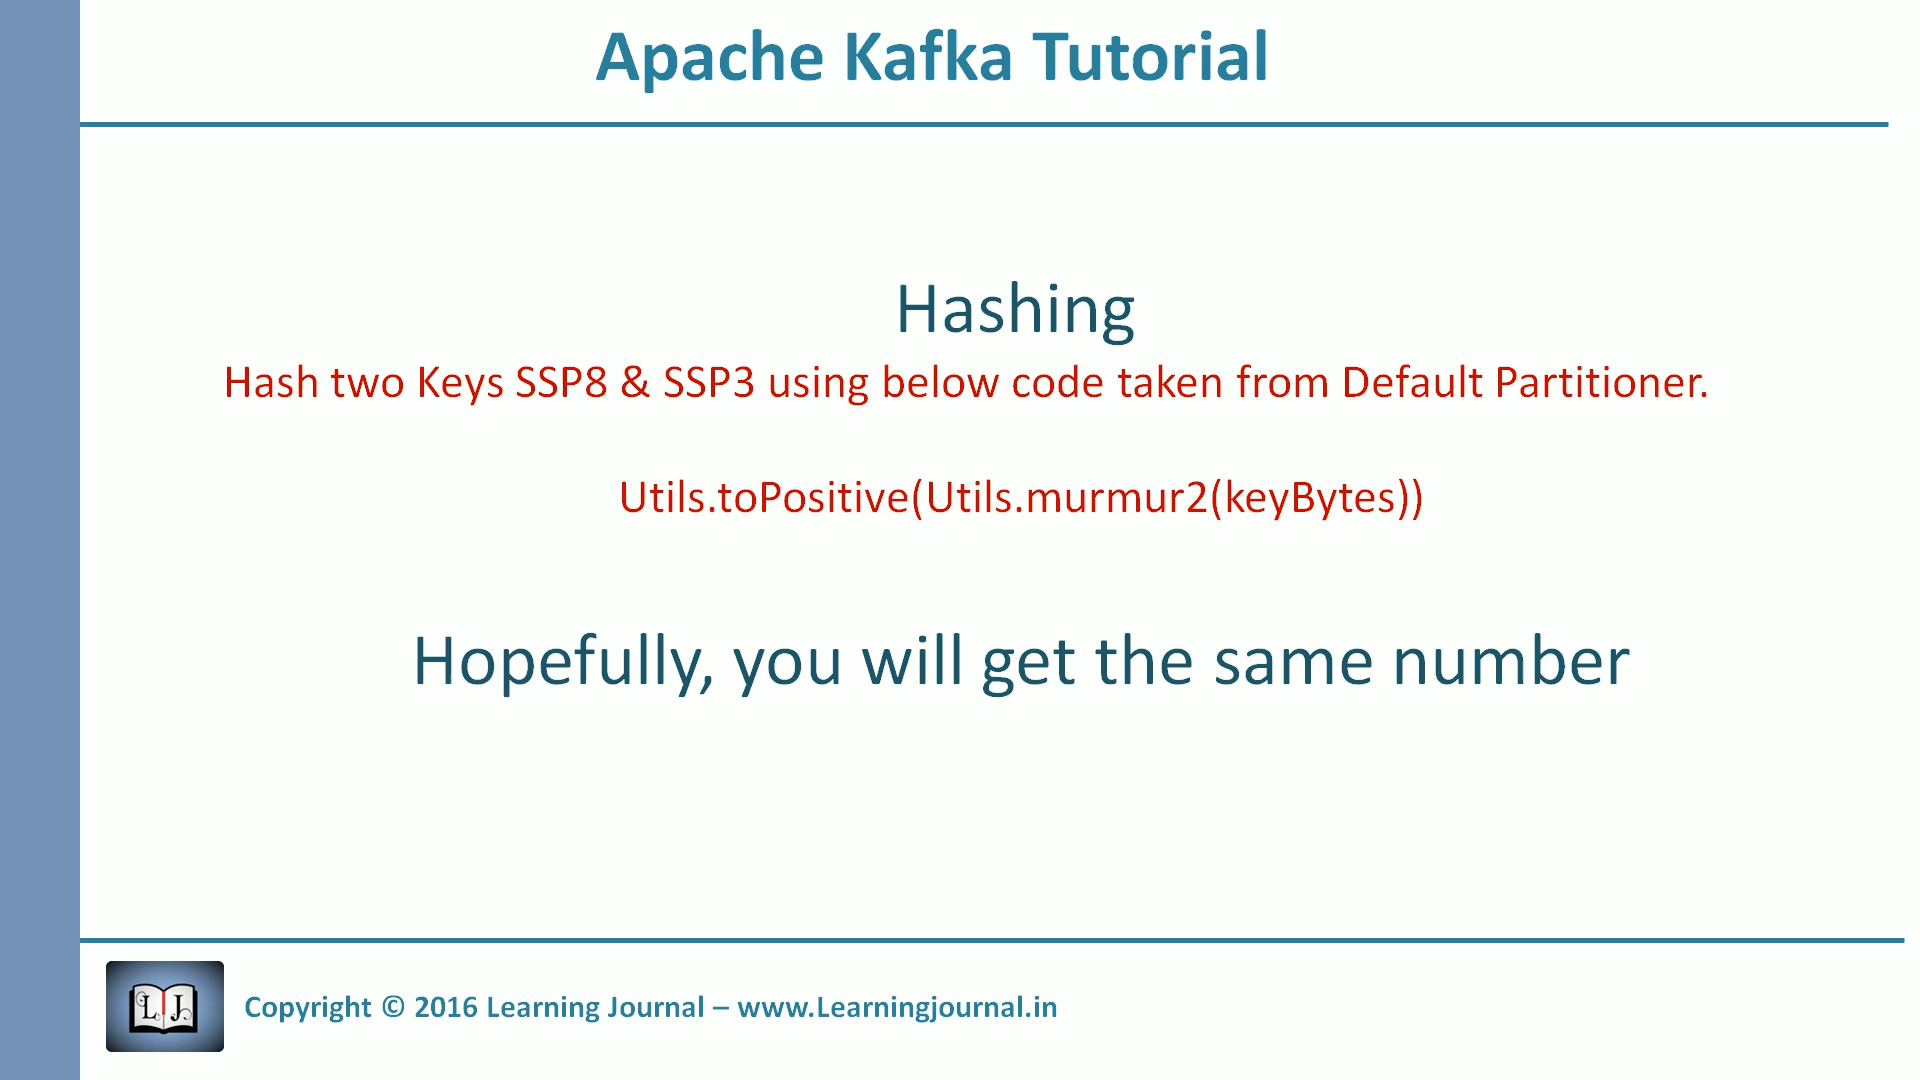 Apache Kafka Tutorial
Hashing
Hash two Keys SSP8 & SSP3 using below code taken from Default Partitioner.
Utils.toPositive(Utils.murmur2(keyBytes))
Hopefully, you will get the same number
L J
Copyright © 2016 Learning Journal – www.Learningjournal.in